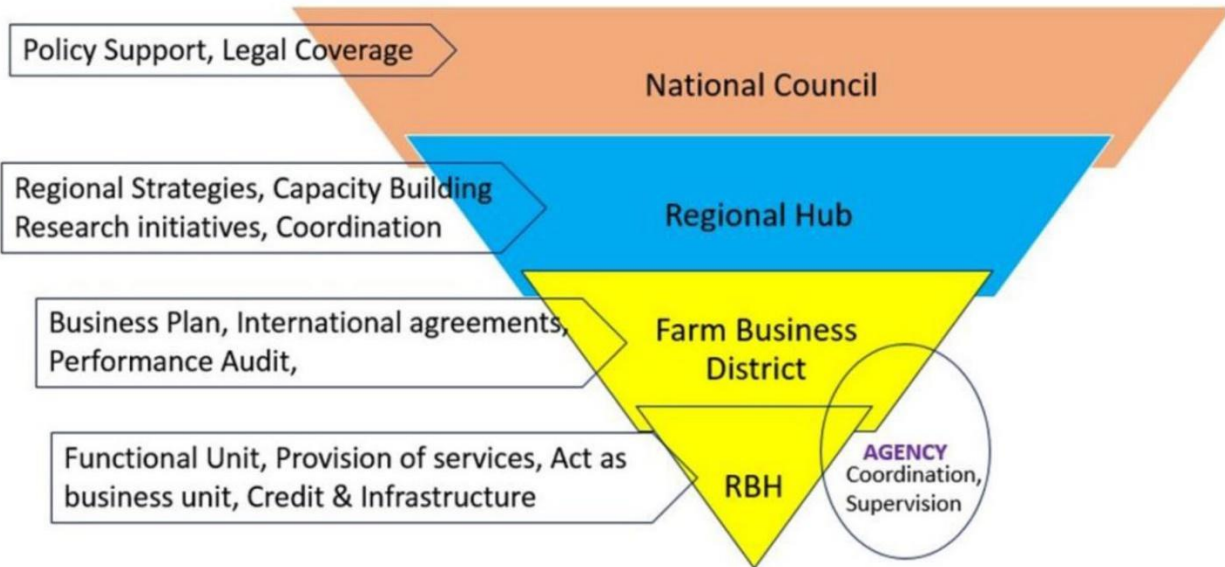 Policy Support, Legal Coverage
National Council
Regional Strategies, Capacity Building
Research initiatives, Coordination
Regional Hub
Business Plan, International agreements,
Performance Audit,
Farm Business
District
Functional Unit, Provision of services, Act as
business unit, Credit & Infrastructure
RBH
AGENCY
Coordination,
Supervision